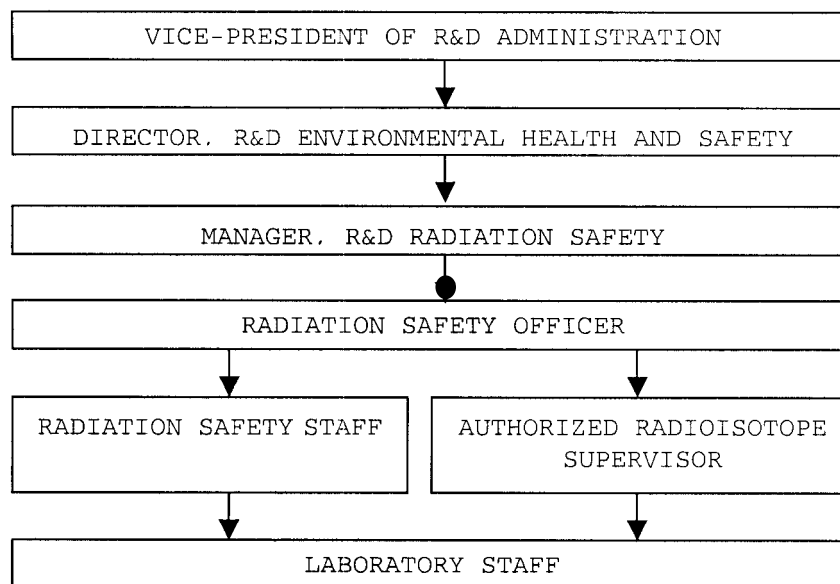 VICE-PRESIDENT OF R&D ADMINISTRATION
DIRECTOR, R&D ENVIRONMENTAL HEALTH AND SAFETY
MANAGER, R&D RADIATION SAFETY
RADIATION SAFETY OFFICER
RADIATION SAFETY STAFF
AUTHORIZED RADIOISOTOPE
SUPERVISOR
LABORATORY STAFF